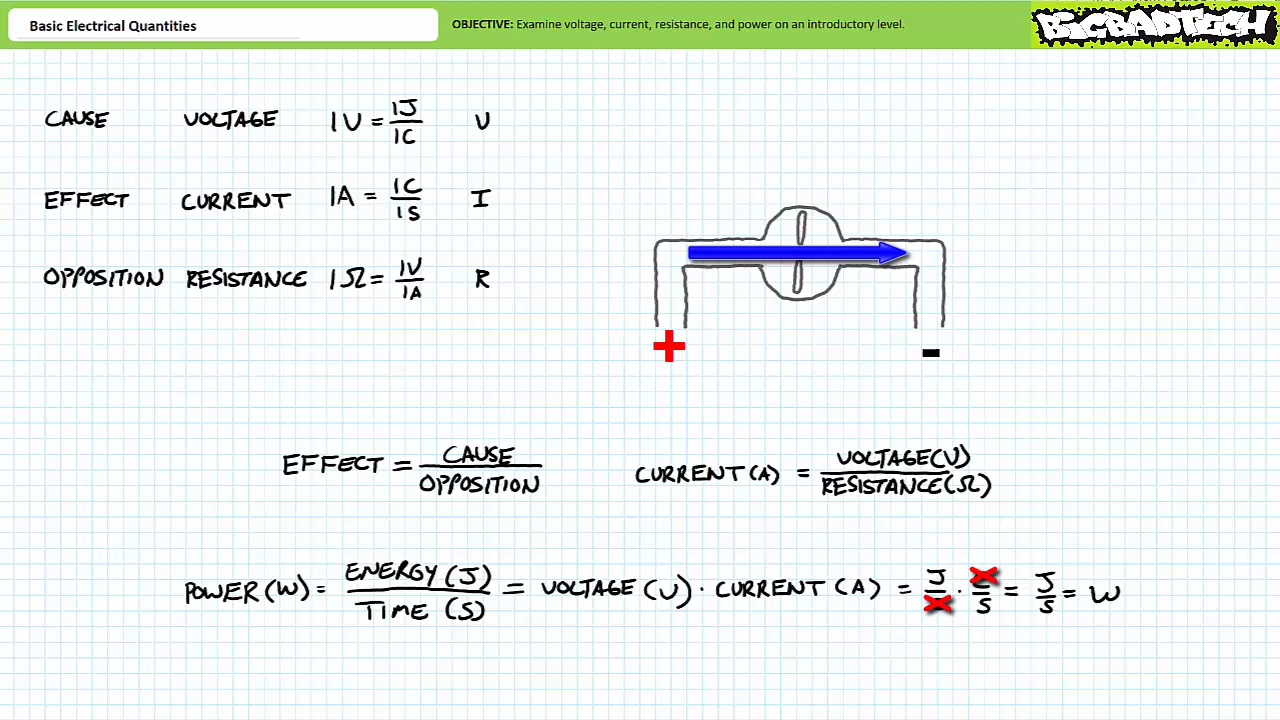 Basic Electrical Quantities
OBJECTIVE: Examine voltage, current, resistance, and power on an introductory level.
BIGBADTECH
CAUSE VOLTAGE 1V = 1J/1C V
EFFECT CURRENT 1A = 1C/1S I
OPPOSITION RESISTANCE 1Ω = 1V/1A R
+ -
EFFECT = CAUSE/OPPOSITION CURRENT (A) = VOLTAGE (V)/RESISTANCE (Ω)
POWER (W) = ENERGY (J)/TIME (S) = VOLTAGE (V) · CURRENT (A) = J/ · /S = J/S = W